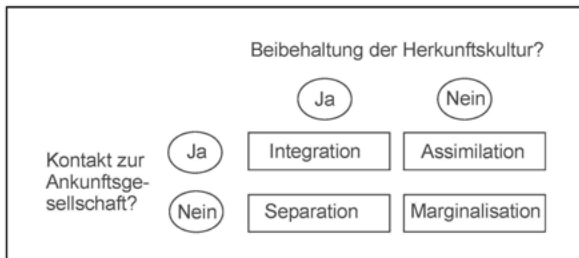 Beibehaltung der Herkunftskultur?
Ja Nein
Kontakt zur
Ankunftsge-
sellschaft?
Ja Integration Assimilation
Nein Separation Marginalisation